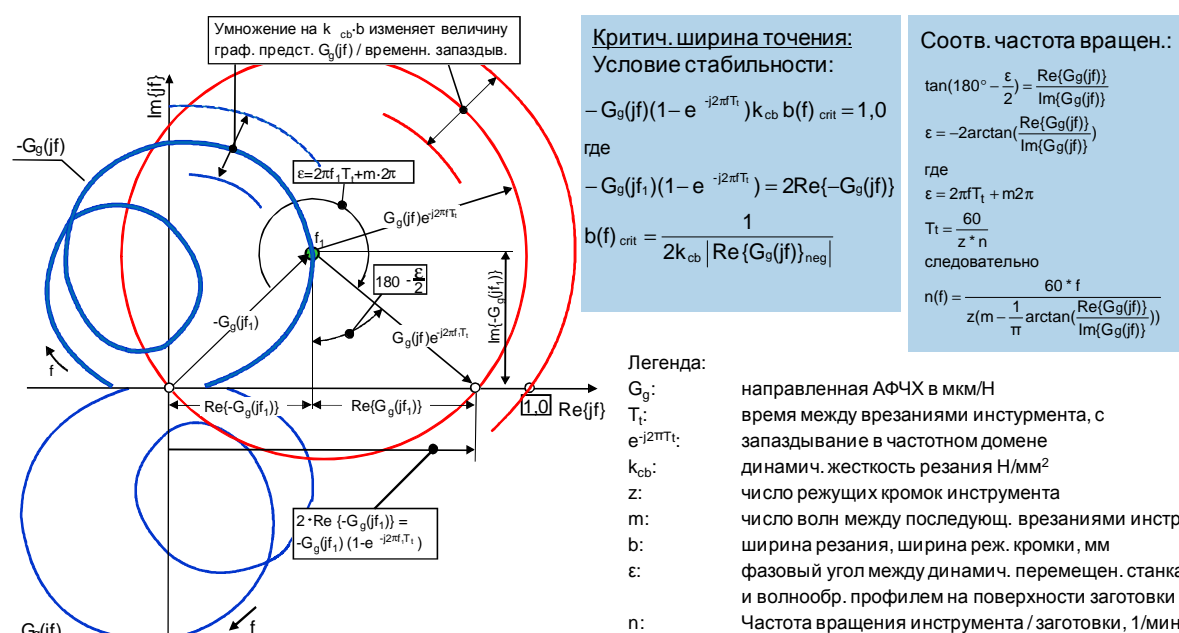 Умножение на k cb·b изменяет величину
граф. предст. Gg(jf) / временн. запаздыв.
Im{jf}
-Gg(jf)
ε=2πf1Tt+m·2π
Gg(jf)e-j2πfTt
f1
180 - ε/2
-Gg(jf1)
Gg(jf)e-j2πf1Tt
Im{-Gg(jf1)}
f
Re{-Gg(jf1)}
Re{Gg(jf1)}
1,0 Re{jf}
2·Re {-Gg(jf1)} =
-Gg(jf1) (1-e -j2πf1Tt )
Gg(jf)
f
Критич. ширина точения:
Условие стабильности:
−Gg(jf)(1−e -j2πfTt)kcb b(f) crit = 1,0
где
−Gg(jf1)(1−e -j2πfTt) = 2Re{−Gg(jf)}
b(f) crit = 1 / (2kcb |Re{Gg(jf)}neg|)
Соотв. частота вращен.:
tan(180° − ε/2) = Re{Gg(jf)} / Im{Gg(jf)}
ε = −2arctan(Re{Gg(jf)} / Im{Gg(jf)})
где
ε = 2πfTt + m2π
Tt = 60 / (z * n)
следовательно
n(f) = 60 * f / (z(m − 1/π arctan(Re{Gg(jf)} / Im{Gg(jf)})))
Легенда:
Gg: направленная АФЧХ в мкм/Н
Tt: время между врезаниями инстурмента, с
e-j2πTt: запаздывание в частотном домене
kcb: динамич. жесткость резания Н/мм2
z: число режущих кромок инструмента
m: число волн между последующ. врезаниями инстр
b: ширина резания, ширина реж. кромки, мм
ε: фазовый угол между динамич. перемещен. станка
и волнообр. профилем на поверхности заготовки
n: Частота вращения инструмента / заготовки, 1/мин